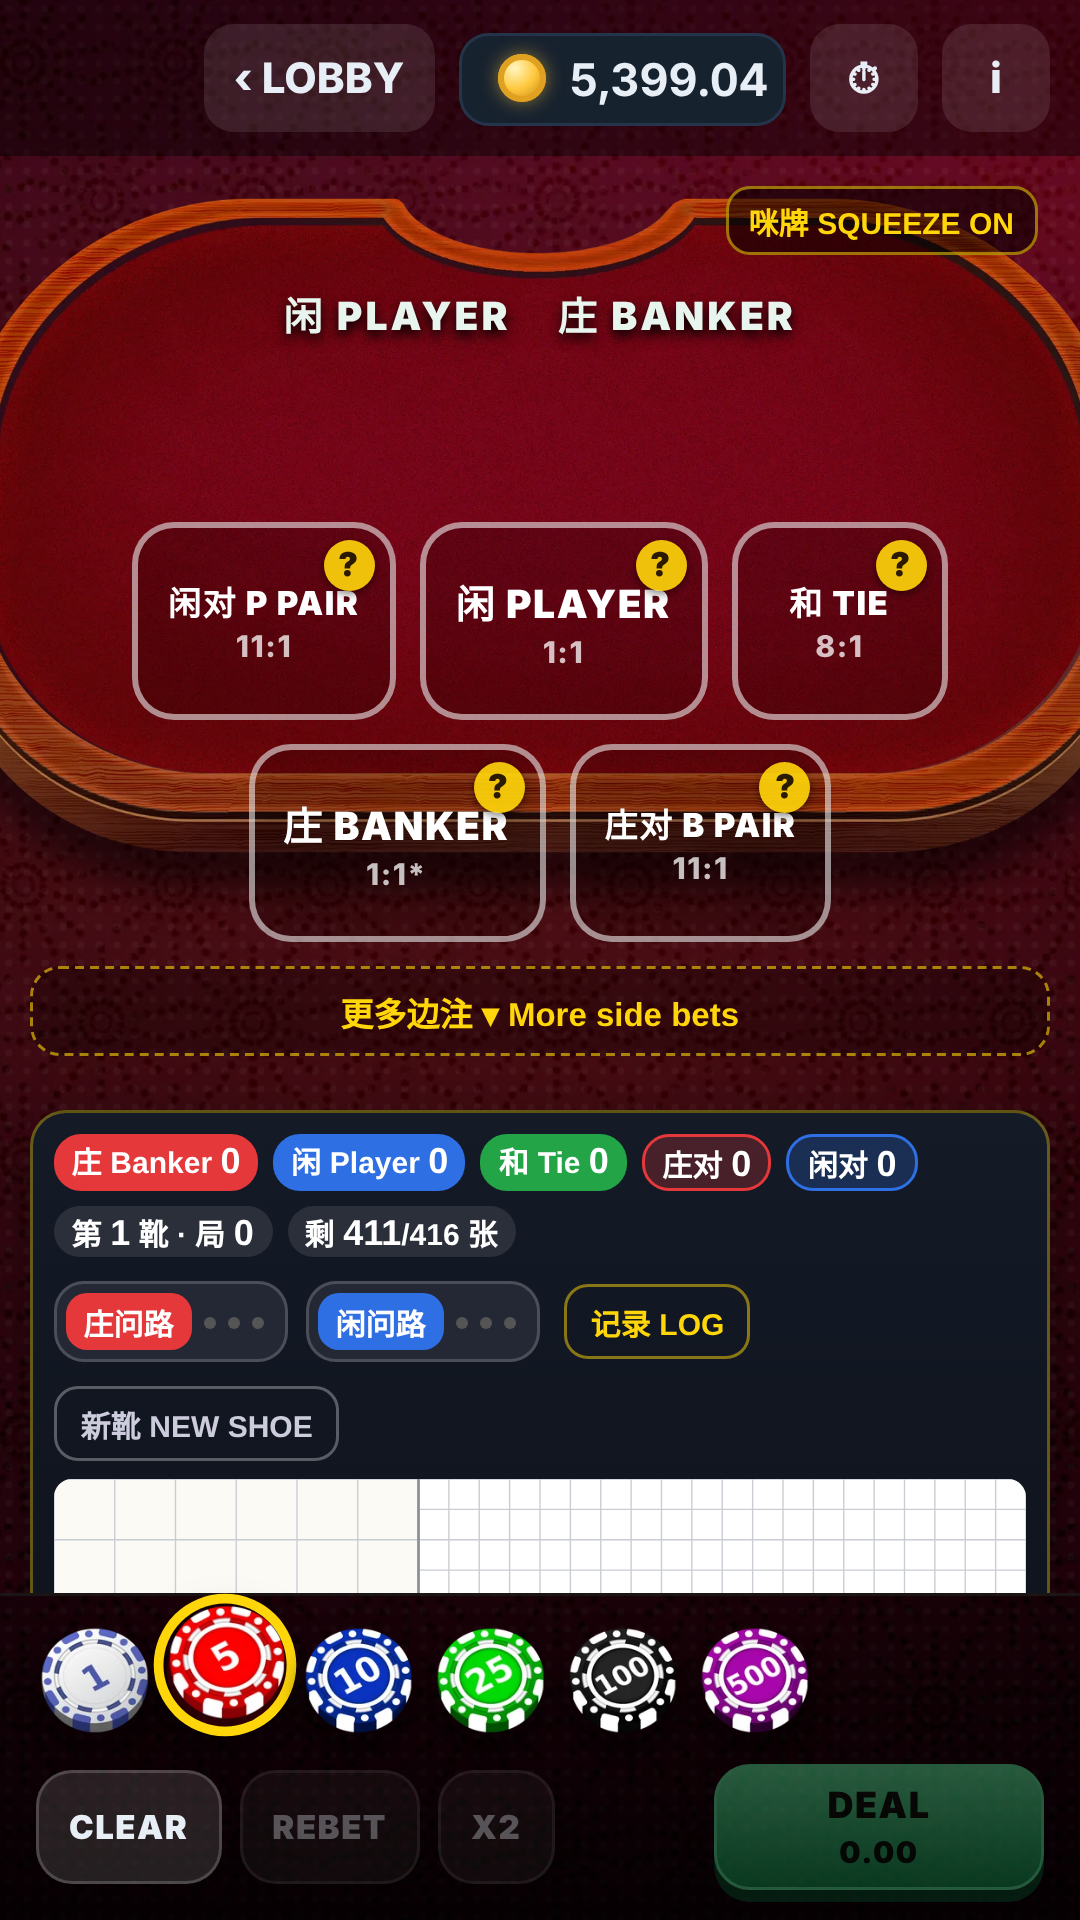 ‹ LOBBY 5,399.04 ⏱ i
咪牌 SQUEEZE ON
闲 PLAYER 庄 BANKER
? ? ?
闲对 P PAIR 闲 PLAYER 和 TIE
11:1 1:1 8:1
? ?
庄 BANKER 庄对 B PAIR
1:1* 11:1
更多边注 ▾ More side bets
庄 Banker 0 闲 Player 0 和 Tie 0 庄对 0 闲对 0
第 1 靴 · 局 0 剩 411/416 张
庄问路 闲问路 记录 LOG
新靴 NEW SHOE
1 5 10 25 100 500
CLEAR REBET X2 DEAL
0.00